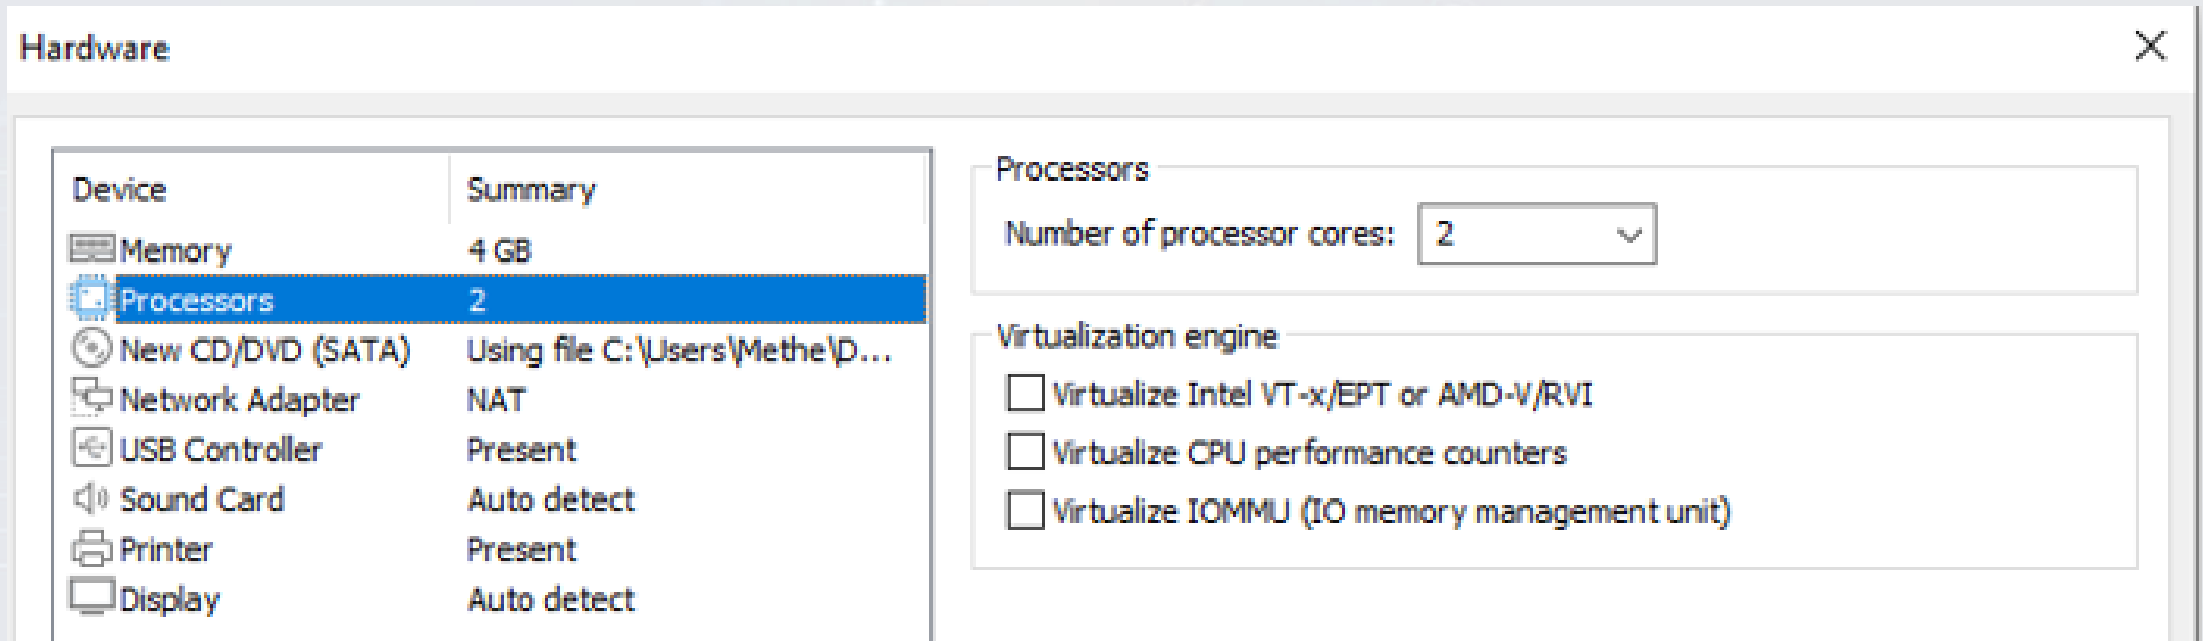 Hardware
Device Summary
Memory 4 GB
Processors 2
New CD/DVD (SATA) Using file C:\Users\Methe\D...
Network Adapter NAT
USB Controller Present
Sound Card Auto detect
Printer Present
Display Auto detect
Processors
Number of processor cores: 2
Virtualization engine
Virtualize Intel VT-x/EPT or AMD-V/RVI
Virtualize CPU performance counters
Virtualize IOMMU (IO memory management unit)